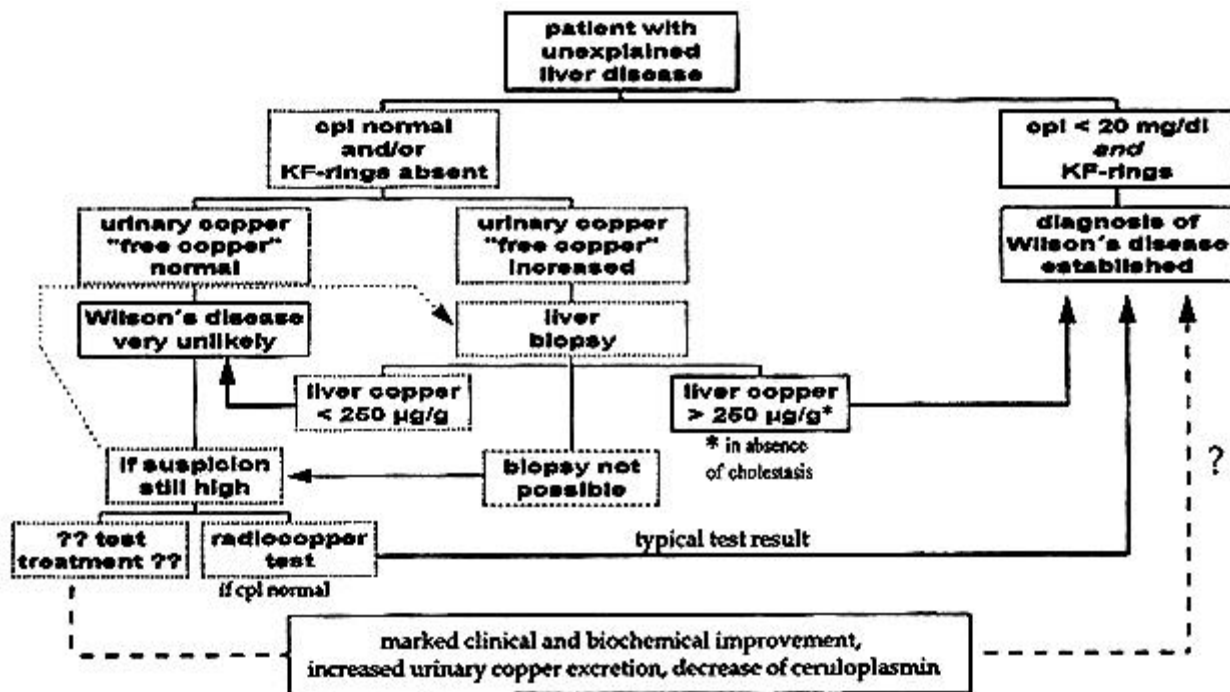 patient with
unexplained
liver disease
cpl normal
and/or
KF-rings absent
cpl < 20 mg/dl
and
KF-rings
urinary copper
"free copper"
normal
urinary copper
"free copper"
increased
diagnosis of
Wilson's disease
established
Wilson's disease
very unlikely
liver
biopsy
liver copper
< 250 µg/g
liver copper
> 250 µg/g*
* in absence
of cholestasis
if suspicion
still high
biopsy not
possible
?
?? test
treatment ??
radiocopper
test
typical test result
if cpl normal
marked clinical and biochemical improvement,
increased urinary copper excretion, decrease of ceruloplasmin